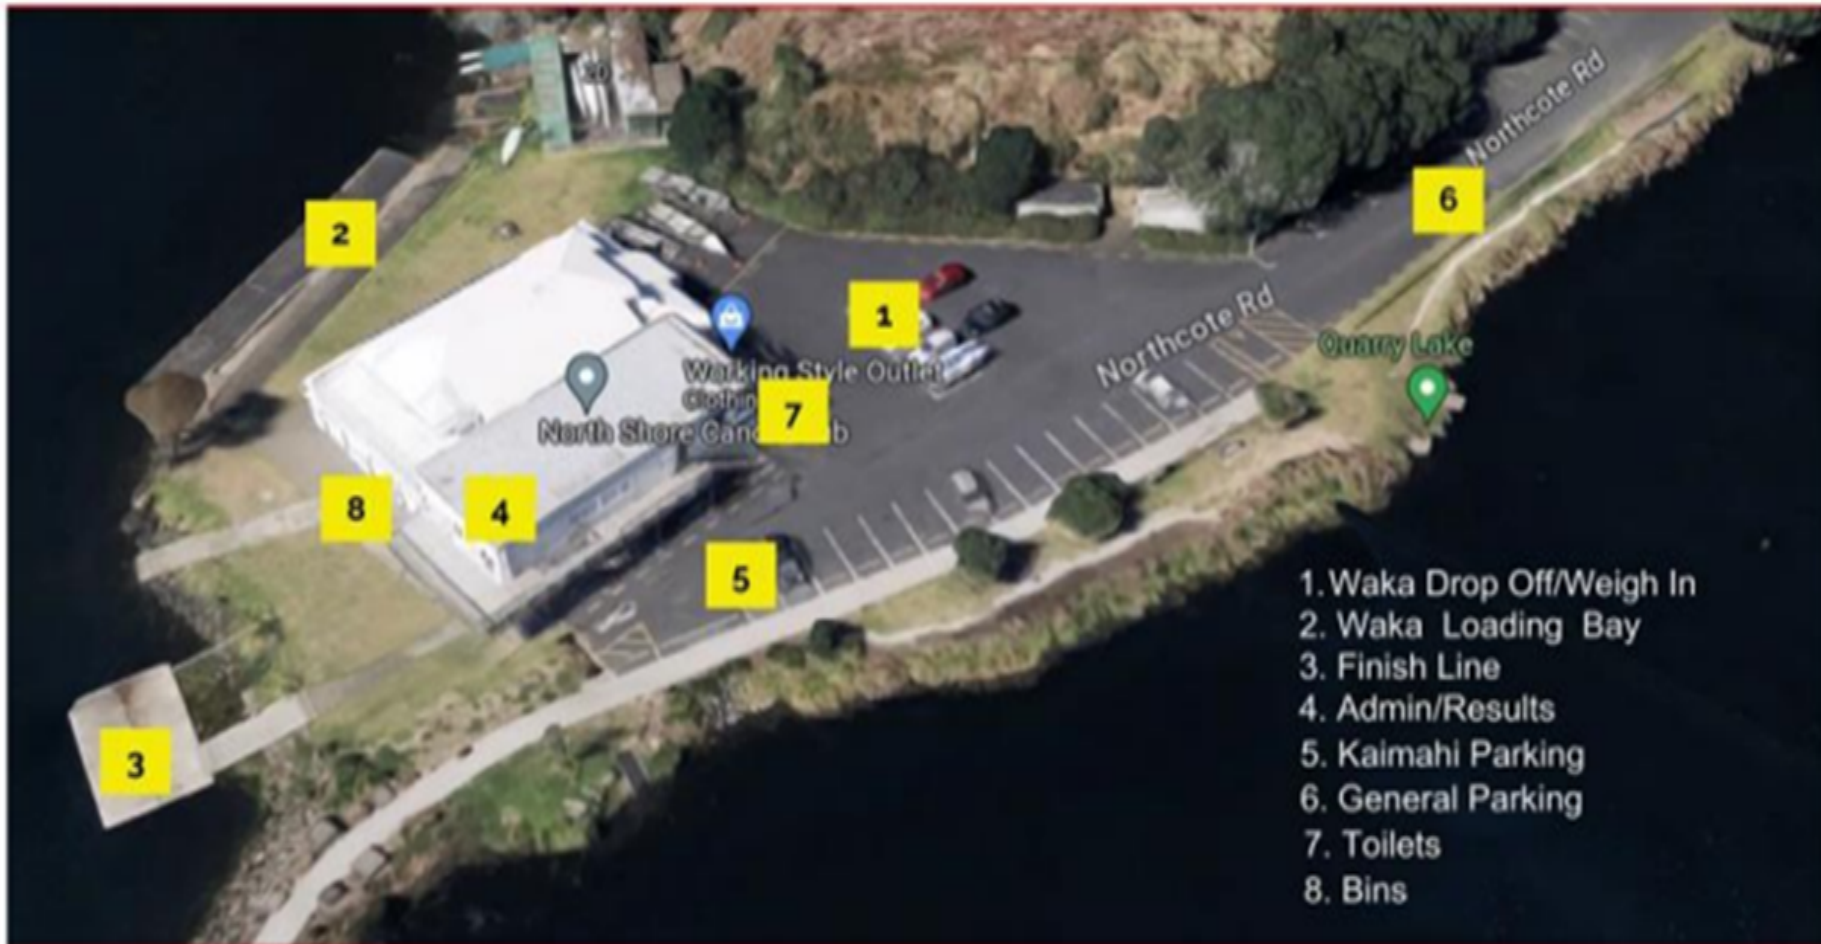 20
Northcote Rd
6
2
1
Northcote Rd
Quarry Lake
Working Style Outlet
7
North Shore
8
4
5
3
1. Waka Drop Off/Weigh In
2. Waka Loading Bay
3. Finish Line
4. Admin/Results
5. Kaimahi Parking
6. General Parking
7. Toilets
8. Bins